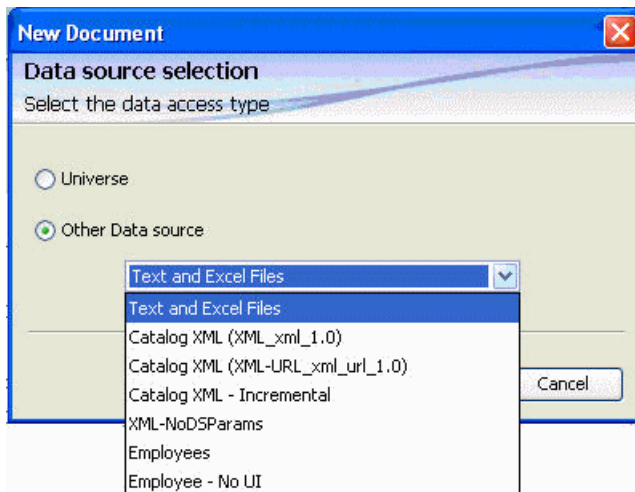 New Document
Data source selection
Select the data access type
Universe
Other Data source
Text and Excel Files
Text and Excel Files
Catalog XML (XML_xml_1.0)
Catalog XML (XML-URL_xml_url_1.0)
Catalog XML - Incremental
Cancel
XML-NoDSParams
Employees
Employee - No UI